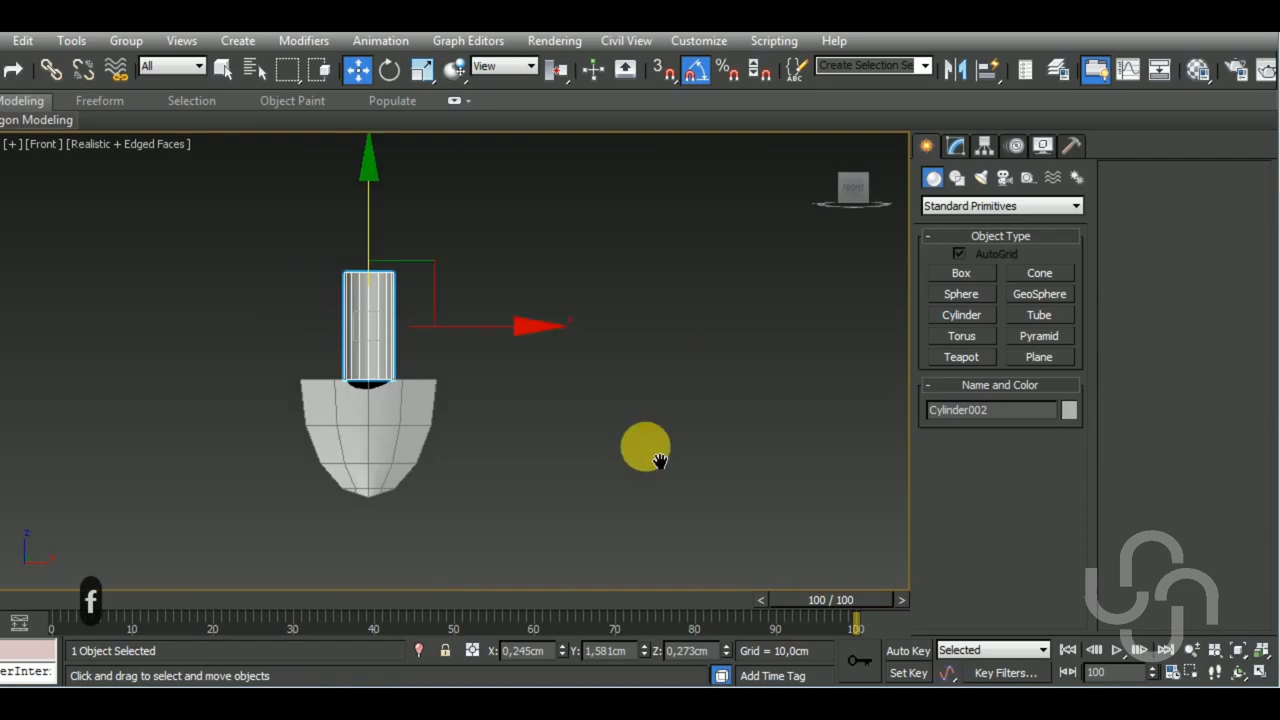 Edit Tools Group Views Create Modifiers Animation Graph Editors Rendering Civil View Customize Scripting Help
All View 3 Create Selection Se
Modeling Freeform Selection Object Paint Populate
gon Modeling
[+] [Front] [Realistic + Edged Faces]
FRONT
Standard Primitives
- Object Type
AutoGrid
Box Cone
Sphere GeoSphere
Cylinder Tube
Torus Pyramid
Teapot Plane
- Name and Color
Cylinder002
x
z
f
< 100 / 100 >
0 10 20 30 40 50 60 70 80 90 100
1 Object Selected X: 0,245cm Y: 1,581cm Z: 0,273cm Grid = 10,0cm Auto Key Selected
erInter: Click and drag to select and move objects Add Time Tag Set Key Key Filters... 100